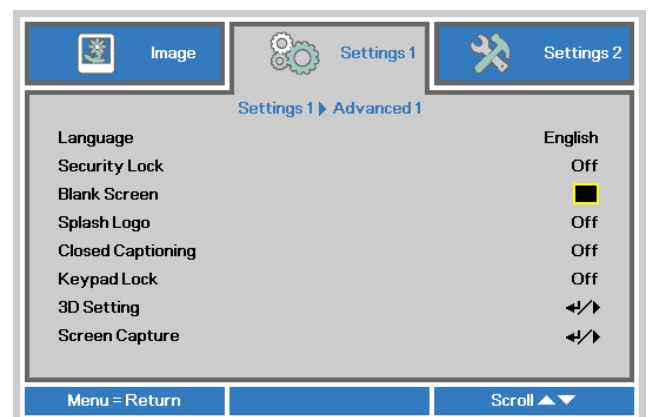 Image
Settings 1
Settings 2
Settings 1 ▶ Advanced 1
Language English
Security Lock Off
Blank Screen
Splash Logo Off
Closed Captioning Off
Keypad Lock Off
3D Setting ↵/▶
Screen Capture ↵/▶
Menu = Return Scroll ▲▼